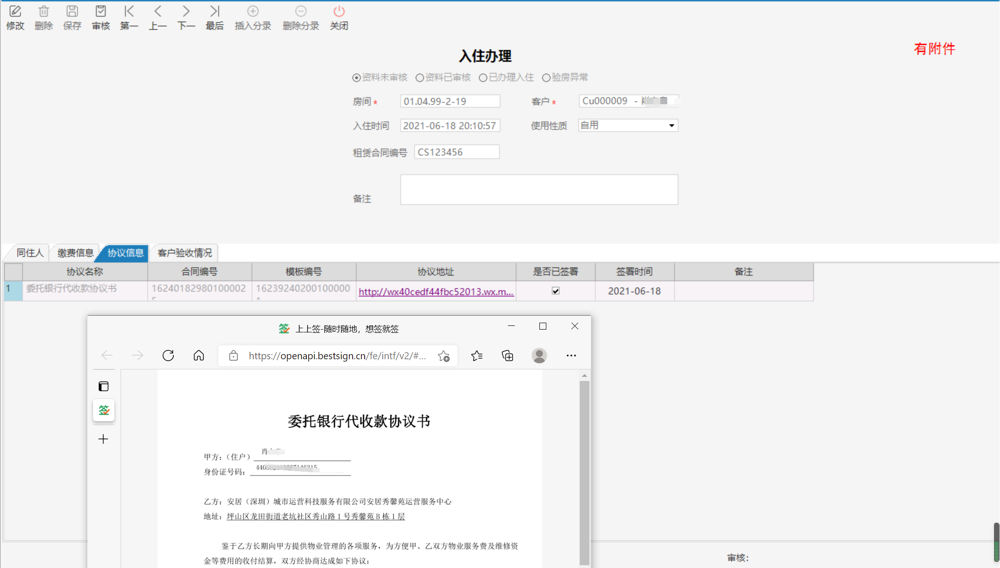 修改 删除 保存 审核 第一 上一 下一 最后 插入分录 删除分录 关闭
有附件
入住办理
资料未审核 资料已审核 已办理入住 验房异常
房间* 01.04.99-2-19 客户* Cu000009 - 肖
入住时间 2021-06-18 20:10:57 使用性质 自用
租赁合同编号 CS123456
备注
同住人 缴费信息 协议信息 客户验收情况
协议名称 合同编号 模板编号 协议地址 是否已签署 签署时间 备注
1 委托银行代收款协议书 16240182980100002 16239240200100000 http://wx40cedf44fbc52013.wx.m... 2021-06-18
上上签-随时随地，想签就签
https://openapi.bestsign.cn/fe/intf/v2/#...
签
委托银行代收款协议书
甲方：（住户） 肖
身份证号码：
乙方：安居（深圳）城市运营科技服务有限公司安居秀馨苑运营服务中心
地址：坪山区龙田街道老坑社区秀山路 1 号秀馨苑 B 栋 1 层
鉴于乙方长期向甲方提供物业管理的各项服务，为方便甲、乙双方物业服务费及维修资
金等费用的收付结算，双方经协商达成如下协议：
审核：